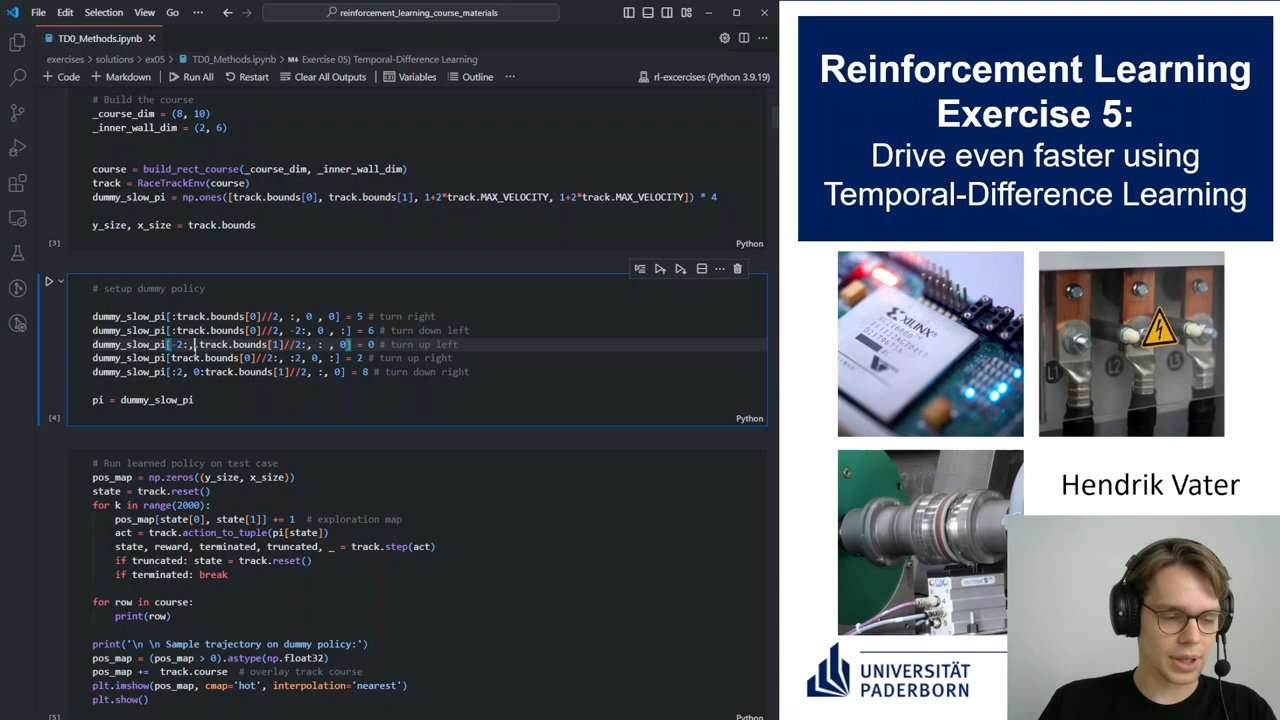 File Edit Selection View Go ···
reinforcement_learning_course_materials
TD0_Methods.ipynb
exercises > solutions > ex05 > TD0_Methods.ipynb > Exercise 05) Temporal-Difference Learning
+ Code + Markdown Run All Restart Clear All Outputs Variables Outline ···
rl-excercises (Python 3.9.19)
# Build the course
_course_dim = (8, 10)
_inner_wall_dim = (2, 6)
course = build_rect_course(_course_dim, _inner_wall_dim)
track = RaceTrackEnv(course)
dummy_slow_pi = np.ones([track.bounds[0], track.bounds[1], 1+2*track.MAX_VELOCITY, 1+2*track.MAX_VELOCITY]) * 4
y_size, x_size = track.bounds
[3]
Python
# setup dummy policy
dummy_slow_pi[:track.bounds[0]//2, :, 0 , 0] = 5 # turn right
dummy_slow_pi[:track.bounds[0]//2, -2:, 0 , :] = 6 # turn down left
dummy_slow_pi[-2:, track.bounds[1]//2:, : , 0] = 0 # turn up left
dummy_slow_pi[track.bounds[0]//2:, :2, 0, :] = 2 # turn up right
dummy_slow_pi[:2, 0:track.bounds[1]//2, :, 0] = 8 # turn down right
pi = dummy_slow_pi
[4]
Python
# Run learned policy on test case
pos_map = np.zeros((y_size, x_size))
state = track.reset()
for k in range(2000):
    pos_map[state[0], state[1]] += 1  # exploration map
    act = track.action_to_tuple(pi[state])
    state, reward, terminated, truncated, _ = track.step(act)
    if truncated: state = track.reset()
    if terminated: break
for row in course:
    print(row)
print('\n \n Sample trajectory on dummy policy:')
pos_map = (pos_map > 0).astype(np.float32)
pos_map +=  track.course  # overlay track course
plt.imshow(pos_map, cmap='hot', interpolation='nearest')
plt.show()
[5]
Python
Reinforcement Learning
Exercise 5:
Drive even faster using
Temporal-Difference Learning
XILINX
L1
L2
Hendrik Vater
UNIVERSITÄT
PADERBORN